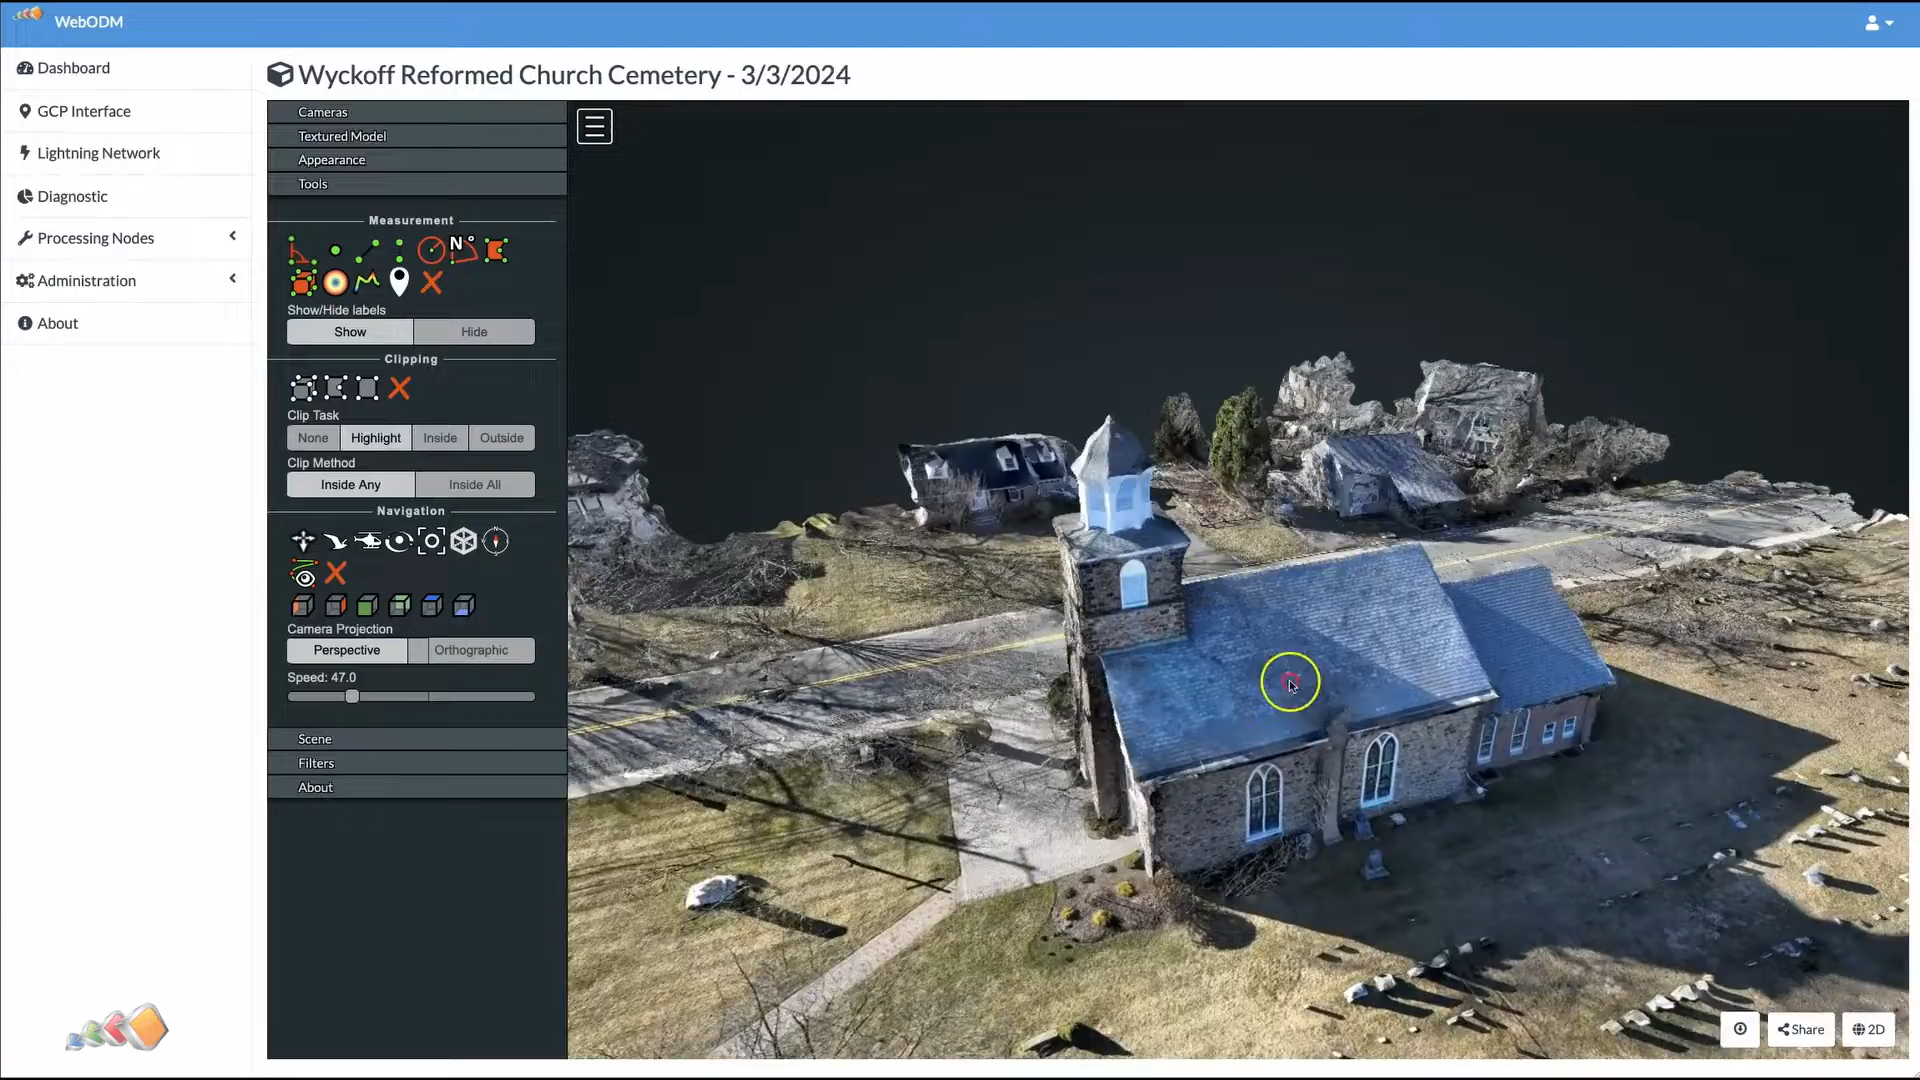 WebODM
Dashboard
GCP Interface
Lightning Network
Diagnostic
Processing Nodes
Administration
About
Wyckoff Reformed Church Cemetery - 3/3/2024
Cameras
Textured Model
Appearance
Tools
Measurement
N°
Show/Hide labels
Show Hide
Clipping
Clip Task
None Highlight Inside Outside
Clip Method
Inside Any Inside All
Navigation
Camera Projection
Perspective Orthographic
Speed: 47.0
Scene
Filters
About
Share 2D